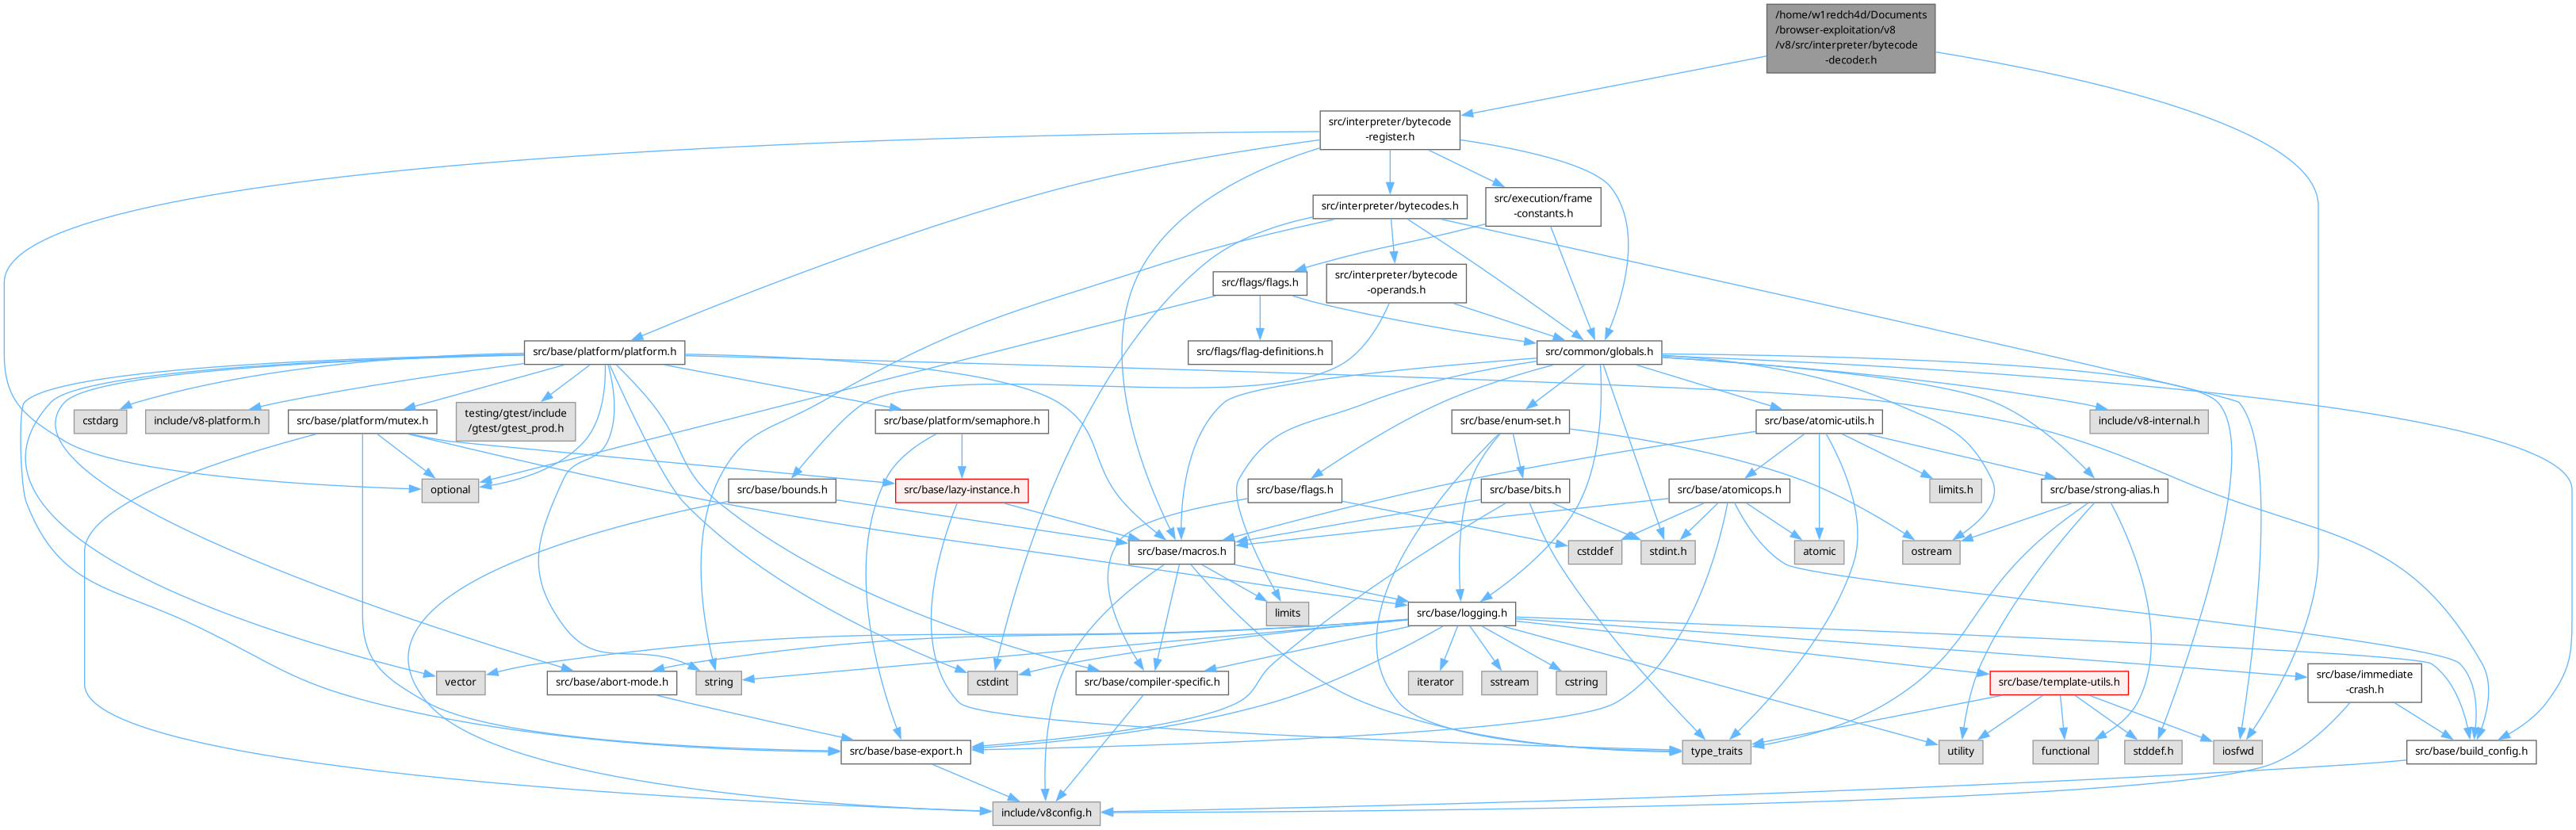 /home/w1redch4d/Documents
/browser-exploitation/v8
/v8/src/interpreter/bytecode
-decoder.h
src/interpreter/bytecode
-register.h
src/interpreter/bytecodes.h
src/execution/frame
-constants.h
src/flags/flags.h
src/interpreter/bytecode
-operands.h
src/base/platform/platform.h
src/flags/flag-definitions.h
src/common/globals.h
cstdarg
include/v8-platform.h
src/base/platform/mutex.h
testing/gtest/include
/gtest/gtest_prod.h
src/base/platform/semaphore.h
src/base/enum-set.h
src/base/atomic-utils.h
include/v8-internal.h
optional
src/base/bounds.h
src/base/lazy-instance.h
src/base/flags.h
src/base/bits.h
src/base/atomicops.h
limits.h
src/base/strong-alias.h
src/base/macros.h
cstddef
stdint.h
atomic
ostream
limits
src/base/logging.h
vector
src/base/abort-mode.h
string
cstdint
src/base/compiler-specific.h
iterator
sstream
cstring
src/base/template-utils.h
src/base/immediate
-crash.h
src/base/base-export.h
type_traits
utility
functional
stddef.h
iosfwd
src/base/build_config.h
include/v8config.h